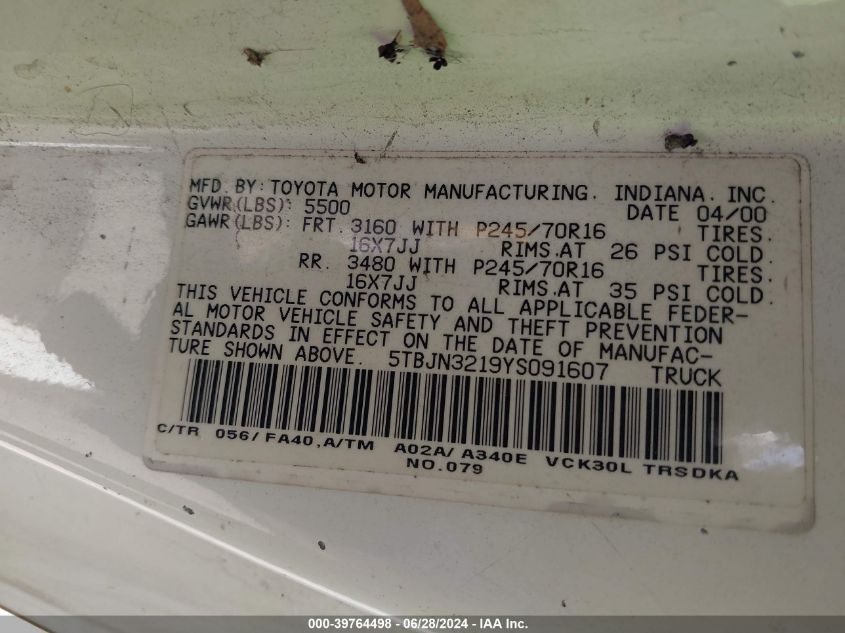 MFD. BY: TOYOTA MOTOR MANUFACTURING. INDIANA. INC.
GVWR(LBS): 5500 DATE 04/00
GAWR(LBS): FRT. 3160 WITH P245/70R16 TIRES.
16X7JJ RIMS.AT 26 PSI COLD.
RR. 3480 WITH P245/70R16 TIRES.
16X7JJ RIMS.AT 35 PSI COLD.
THIS VEHICLE CONFORMS TO ALL APPLICABLE FEDER-
AL MOTOR VEHICLE SAFETY AND THEFT PREVENTION
STANDARDS IN EFFECT ON THE DATE OF MANUFAC-
TURE SHOWN ABOVE. 5TBJN3219YS091607 TRUCK
C/TR 056/FA40,A/TM A02A/A340E VCK30L TRSDKA
NO.079
000-39764498 - 06/28/2024 - IAA Inc.